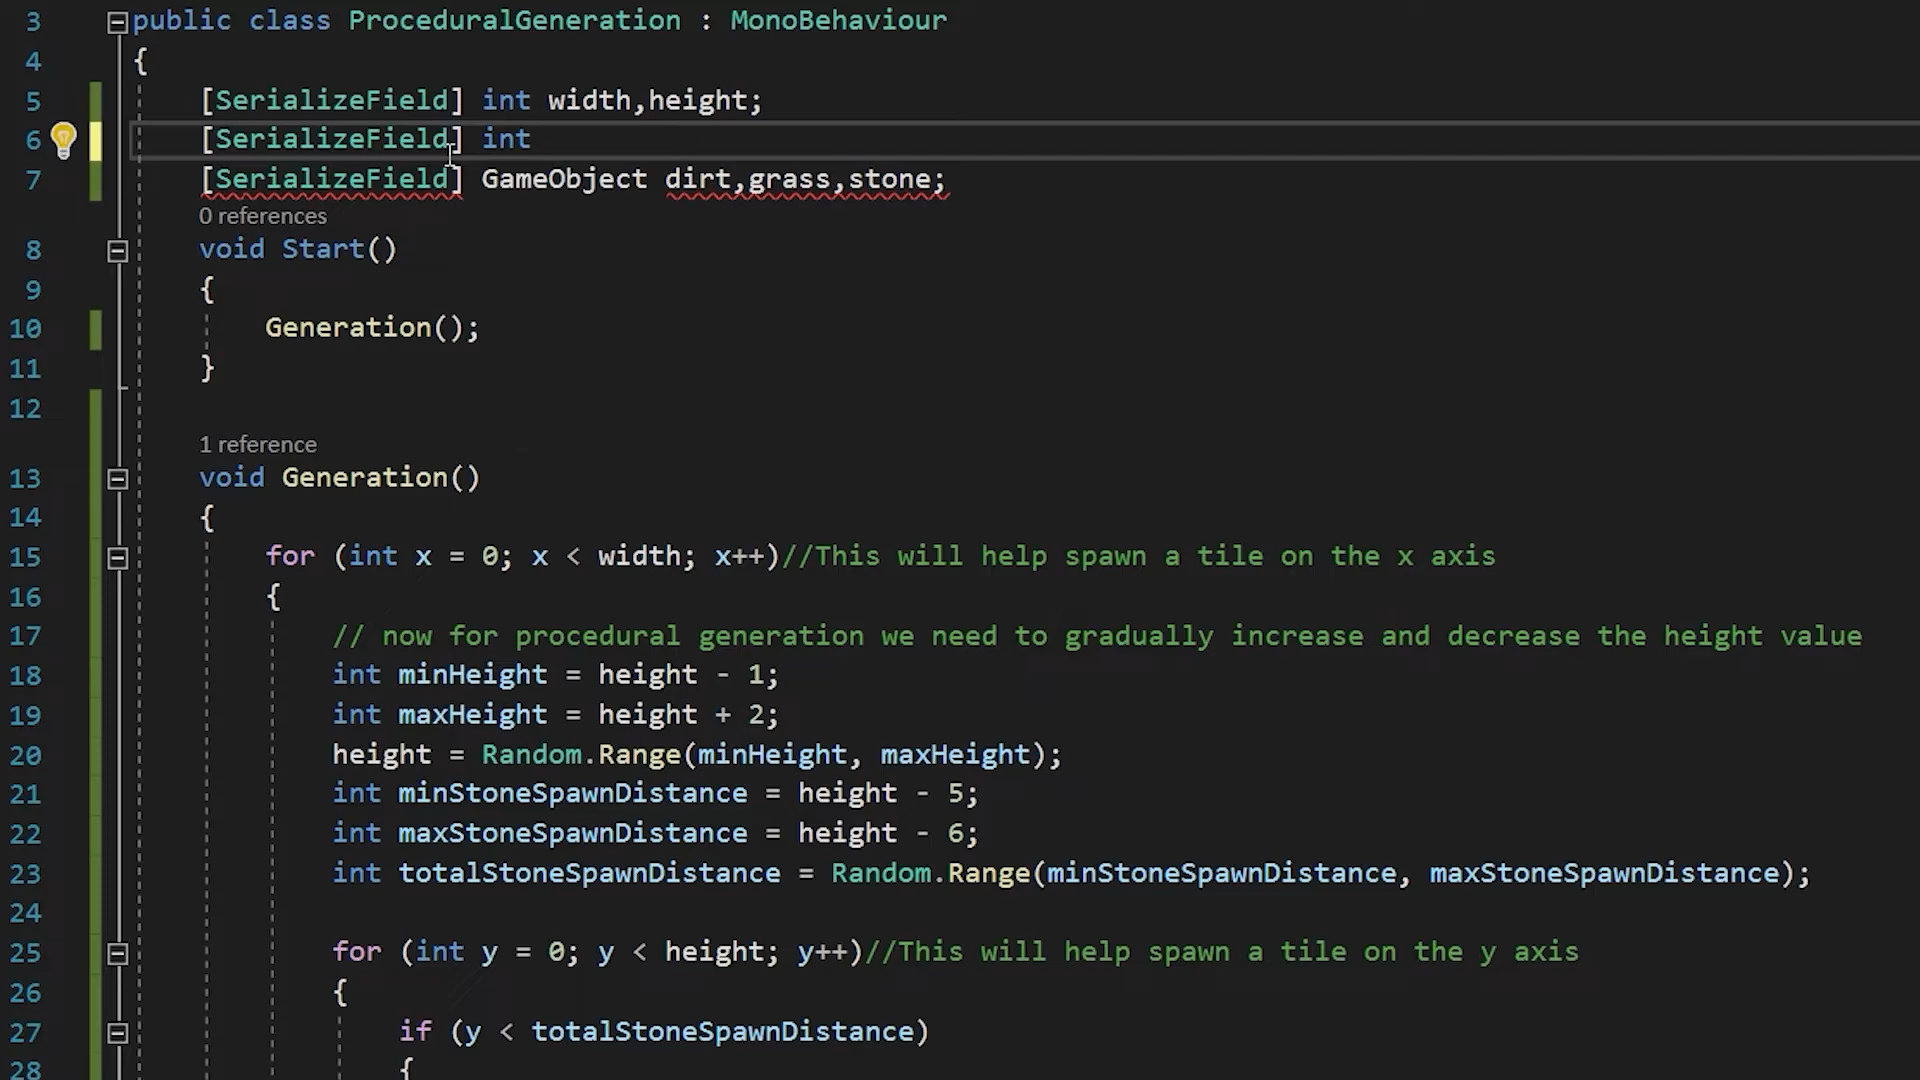 3 public class ProceduralGeneration : MonoBehaviour
4 {
5 [SerializeField] int width,height;
6 [SerializeField] int
7 [SerializeField] GameObject dirt,grass,stone;
0 references
8 void Start()
9 {
10 Generation();
11 }
12
1 reference
13 void Generation()
14 {
15 for (int x = 0; x < width; x++)//This will help spawn a tile on the x axis
16 {
17 // now for procedural generation we need to gradually increase and decrease the height value
18 int minHeight = height - 1;
19 int maxHeight = height + 2;
20 height = Random.Range(minHeight, maxHeight);
21 int minStoneSpawnDistance = height - 5;
22 int maxStoneSpawnDistance = height - 6;
23 int totalStoneSpawnDistance = Random.Range(minStoneSpawnDistance, maxStoneSpawnDistance);
24
25 for (int y = 0; y < height; y++)//This will help spawn a tile on the y axis
26 {
27 if (y < totalStoneSpawnDistance)
28 {